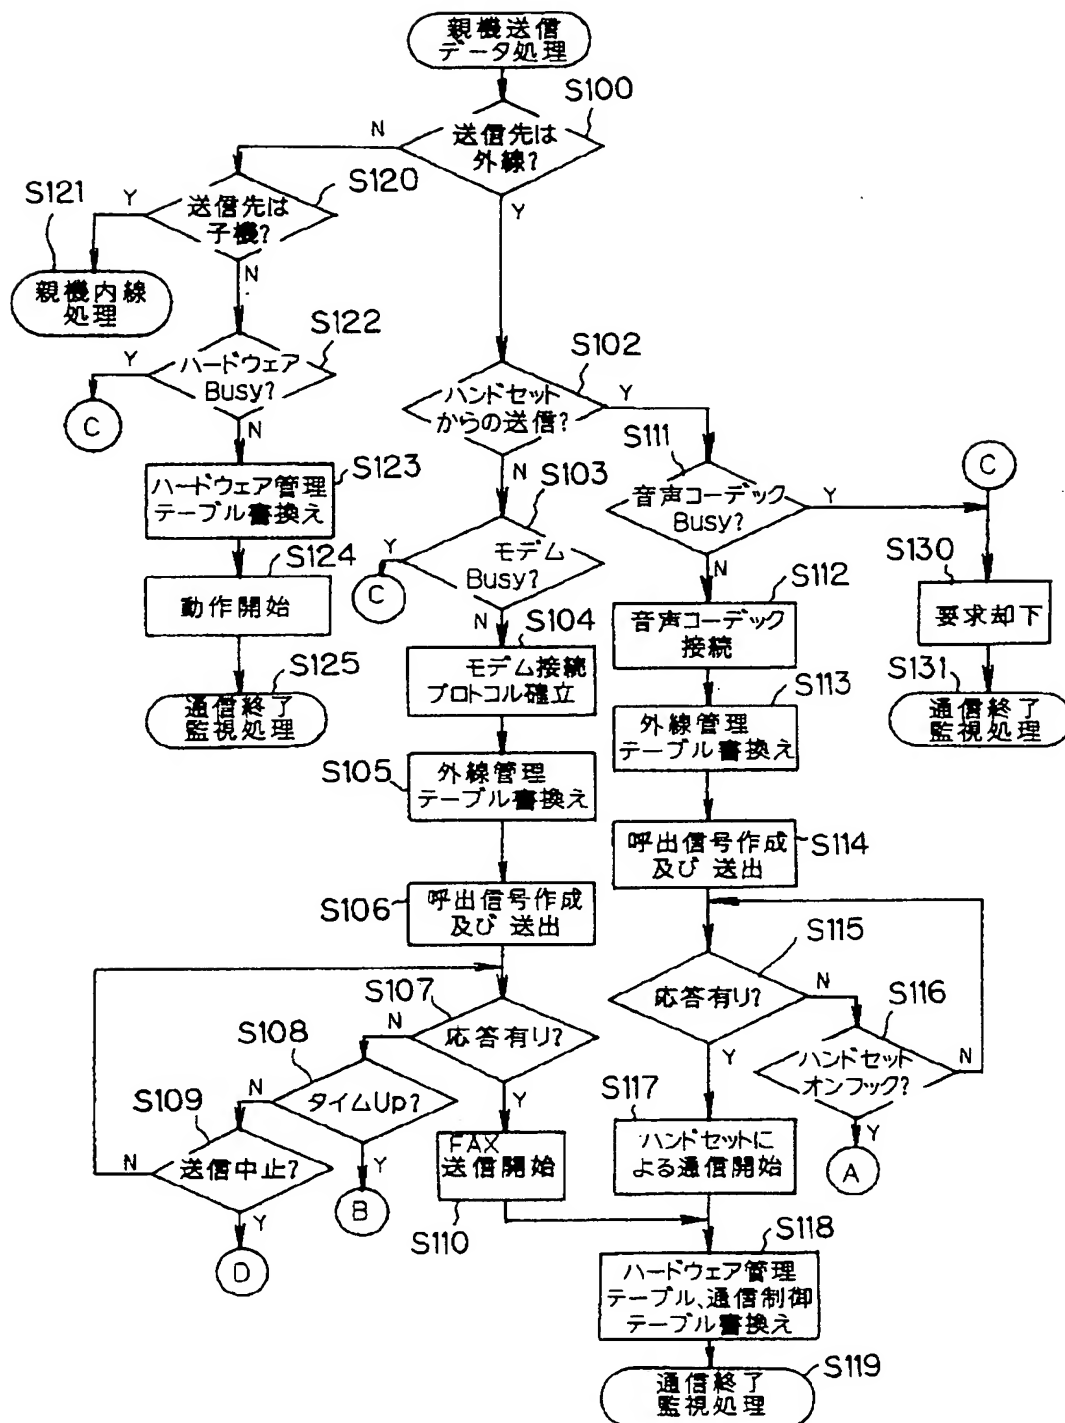 親機送信
データ処理
S100
送信先は
外線?
N
Y
S120
送信先は
子機?
Y
N
S121
親機内線
処理
S122
ハードウェア
Busy?
Y
N
C
S123
ハードウェア管理
テーブル書換え
S124
動作開始
S125
通信終了
監視処理
S102
ハンドセット
からの送信?
Y
N
S103
モデム
Busy?
Y
N
C
S104
モデム接続
プロトコル確立
S105
外線管理
テーブル書換え
S106
呼出信号作成
及び 送出
S107
応答有り?
N
Y
S108
タイムUp?
N
Y
B
S109
送信中止?
N
Y
D
FAX
送信開始
S110
S111
音声コーデック
Busy?
Y
N
C
S130
要求却下
S131
通信終了
監視処理
S112
音声コーデック
接続
S113
外線管理
テーブル書換え
S114
呼出信号作成
及び 送出
S115
応答有り?
N
Y
S116
ハンドセット
オンフック?
N
Y
A
S117
ハンドセットに
よる通信開始
S118
ハードウェア管理
テーブル、通信制御
テーブル書換え
S119
通信終了
監視処理